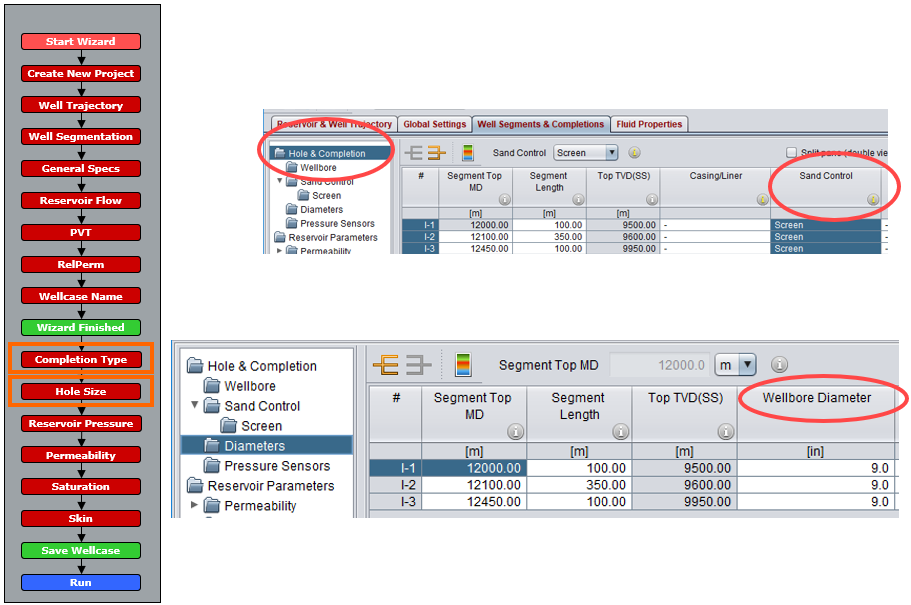 Start Wizard
Create New Project
Well Trajectory
Well Segmentation
General Specs
Reservoir Flow
PVT
RelPerm
Wellcase Name
Wizard Finished
Completion Type
Hole Size
Reservoir Pressure
Permeability
Saturation
Skin
Save Wellcase
Run
Reservoir & Well Trajectory Global Settings Well Segments & Completions Fluid Properties
Hole & Completion
Wellbore
Sand Control
Screen
Diameters
Pressure Sensors
Reservoir Parameters
Permeability
Sand Control Screen Split pane (double vie
# Segment Top MD Segment Length Top TVD(SS) Casing/Liner Sand Control
[m] [m] [m]
I-1 12000.00 100.00 9500.00 - Screen -
I-2 12100.00 350.00 9600.00 - Screen -
I-3 12450.00 100.00 9950.00 - Screen -
Hole & Completion
Wellbore
Sand Control
Screen
Diameters
Pressure Sensors
Reservoir Parameters
Permeability
Segment Top MD 12000.0 m
# Segment Top MD Segment Length Top TVD(SS) Wellbore Diameter
[m] [m] [m] [in]
I-1 12000.00 100.00 9500.00 9.0
I-2 12100.00 350.00 9600.00 9.0
I-3 12450.00 100.00 9950.00 9.0